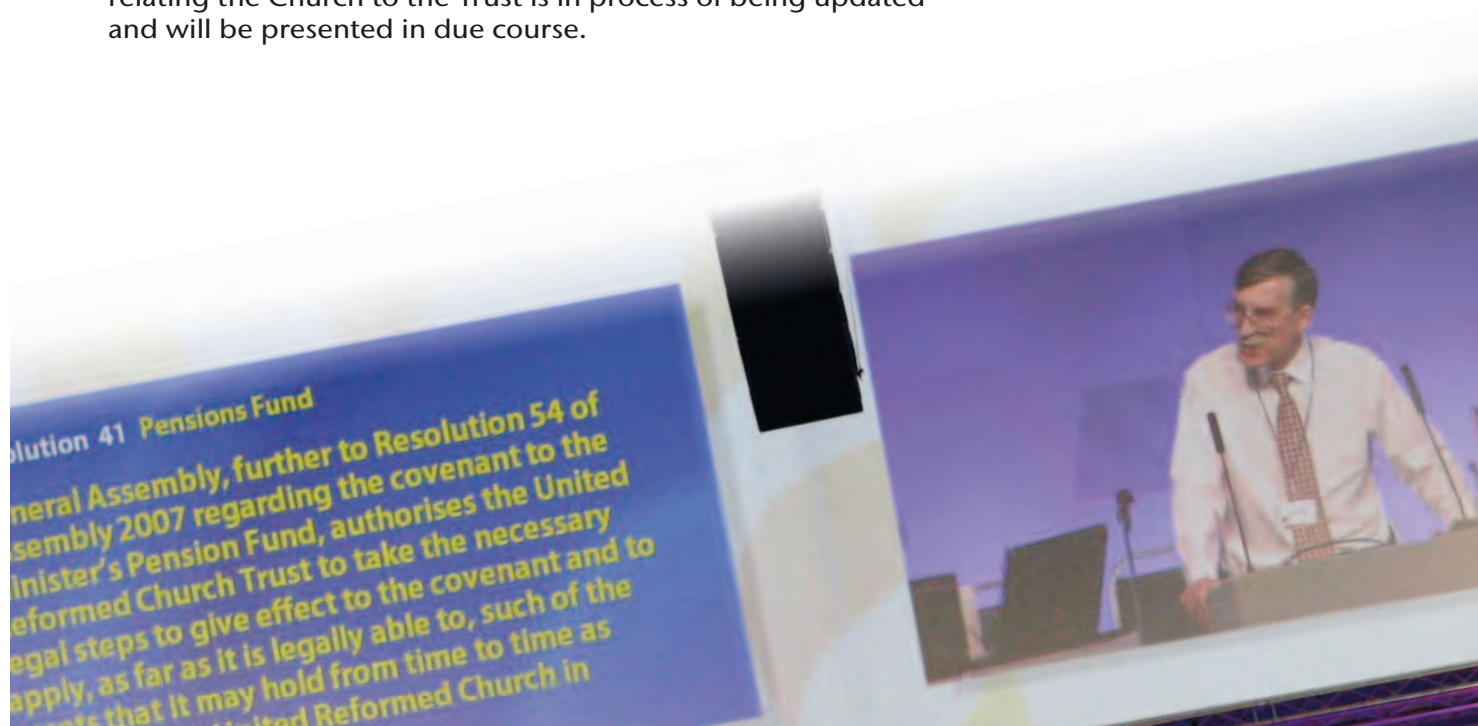 relating the Church to the Trust is in process of being updated
and will be presented in due course.
olution 41 Pensions Fund
neral Assembly, further to Resolution 54 of
sembly 2007 regarding the covenant to the
inister's Pension Fund, authorises the United
eformed Church Trust to take the necessary
egal steps to give effect to the covenant and to
apply, as far as it is legally able to, such of the
that it may hold from time to time as
United Reformed Church in